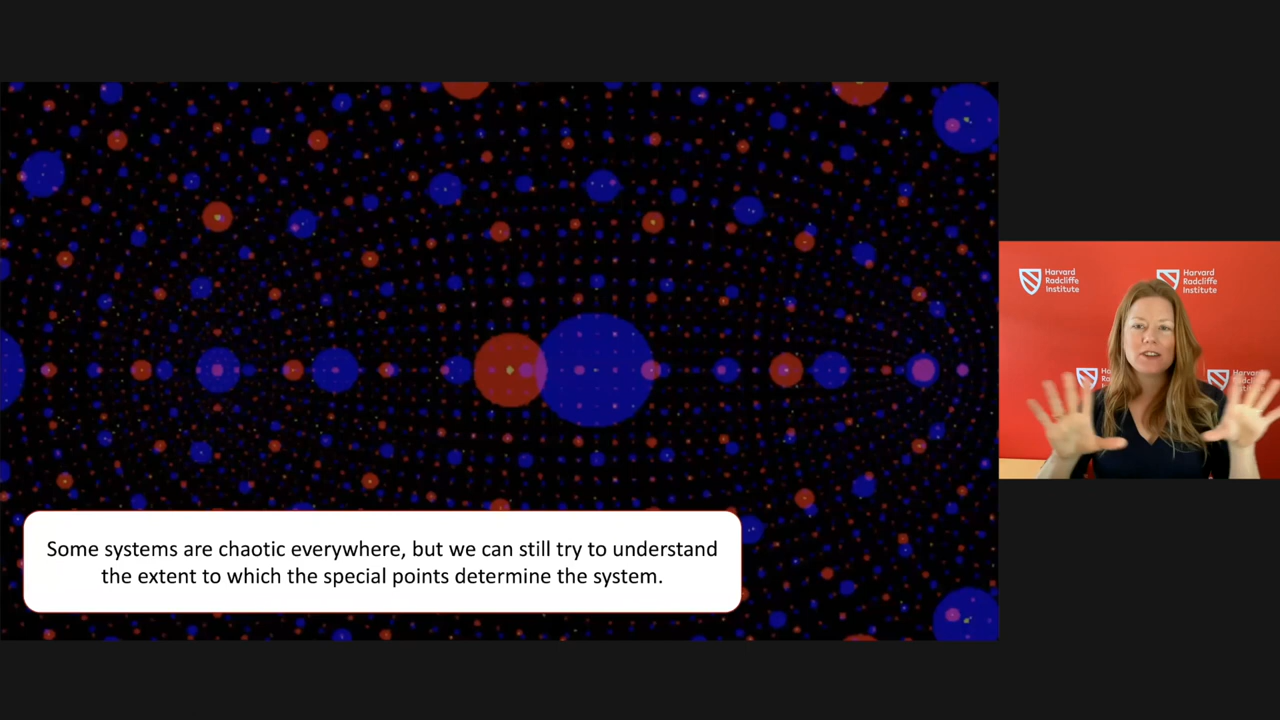 Harvard
Radcliffe
Institute
Harvard
Radcliffe
Institute
Some systems are chaotic everywhere, but we can still try to understand
the extent to which the special points determine the system.